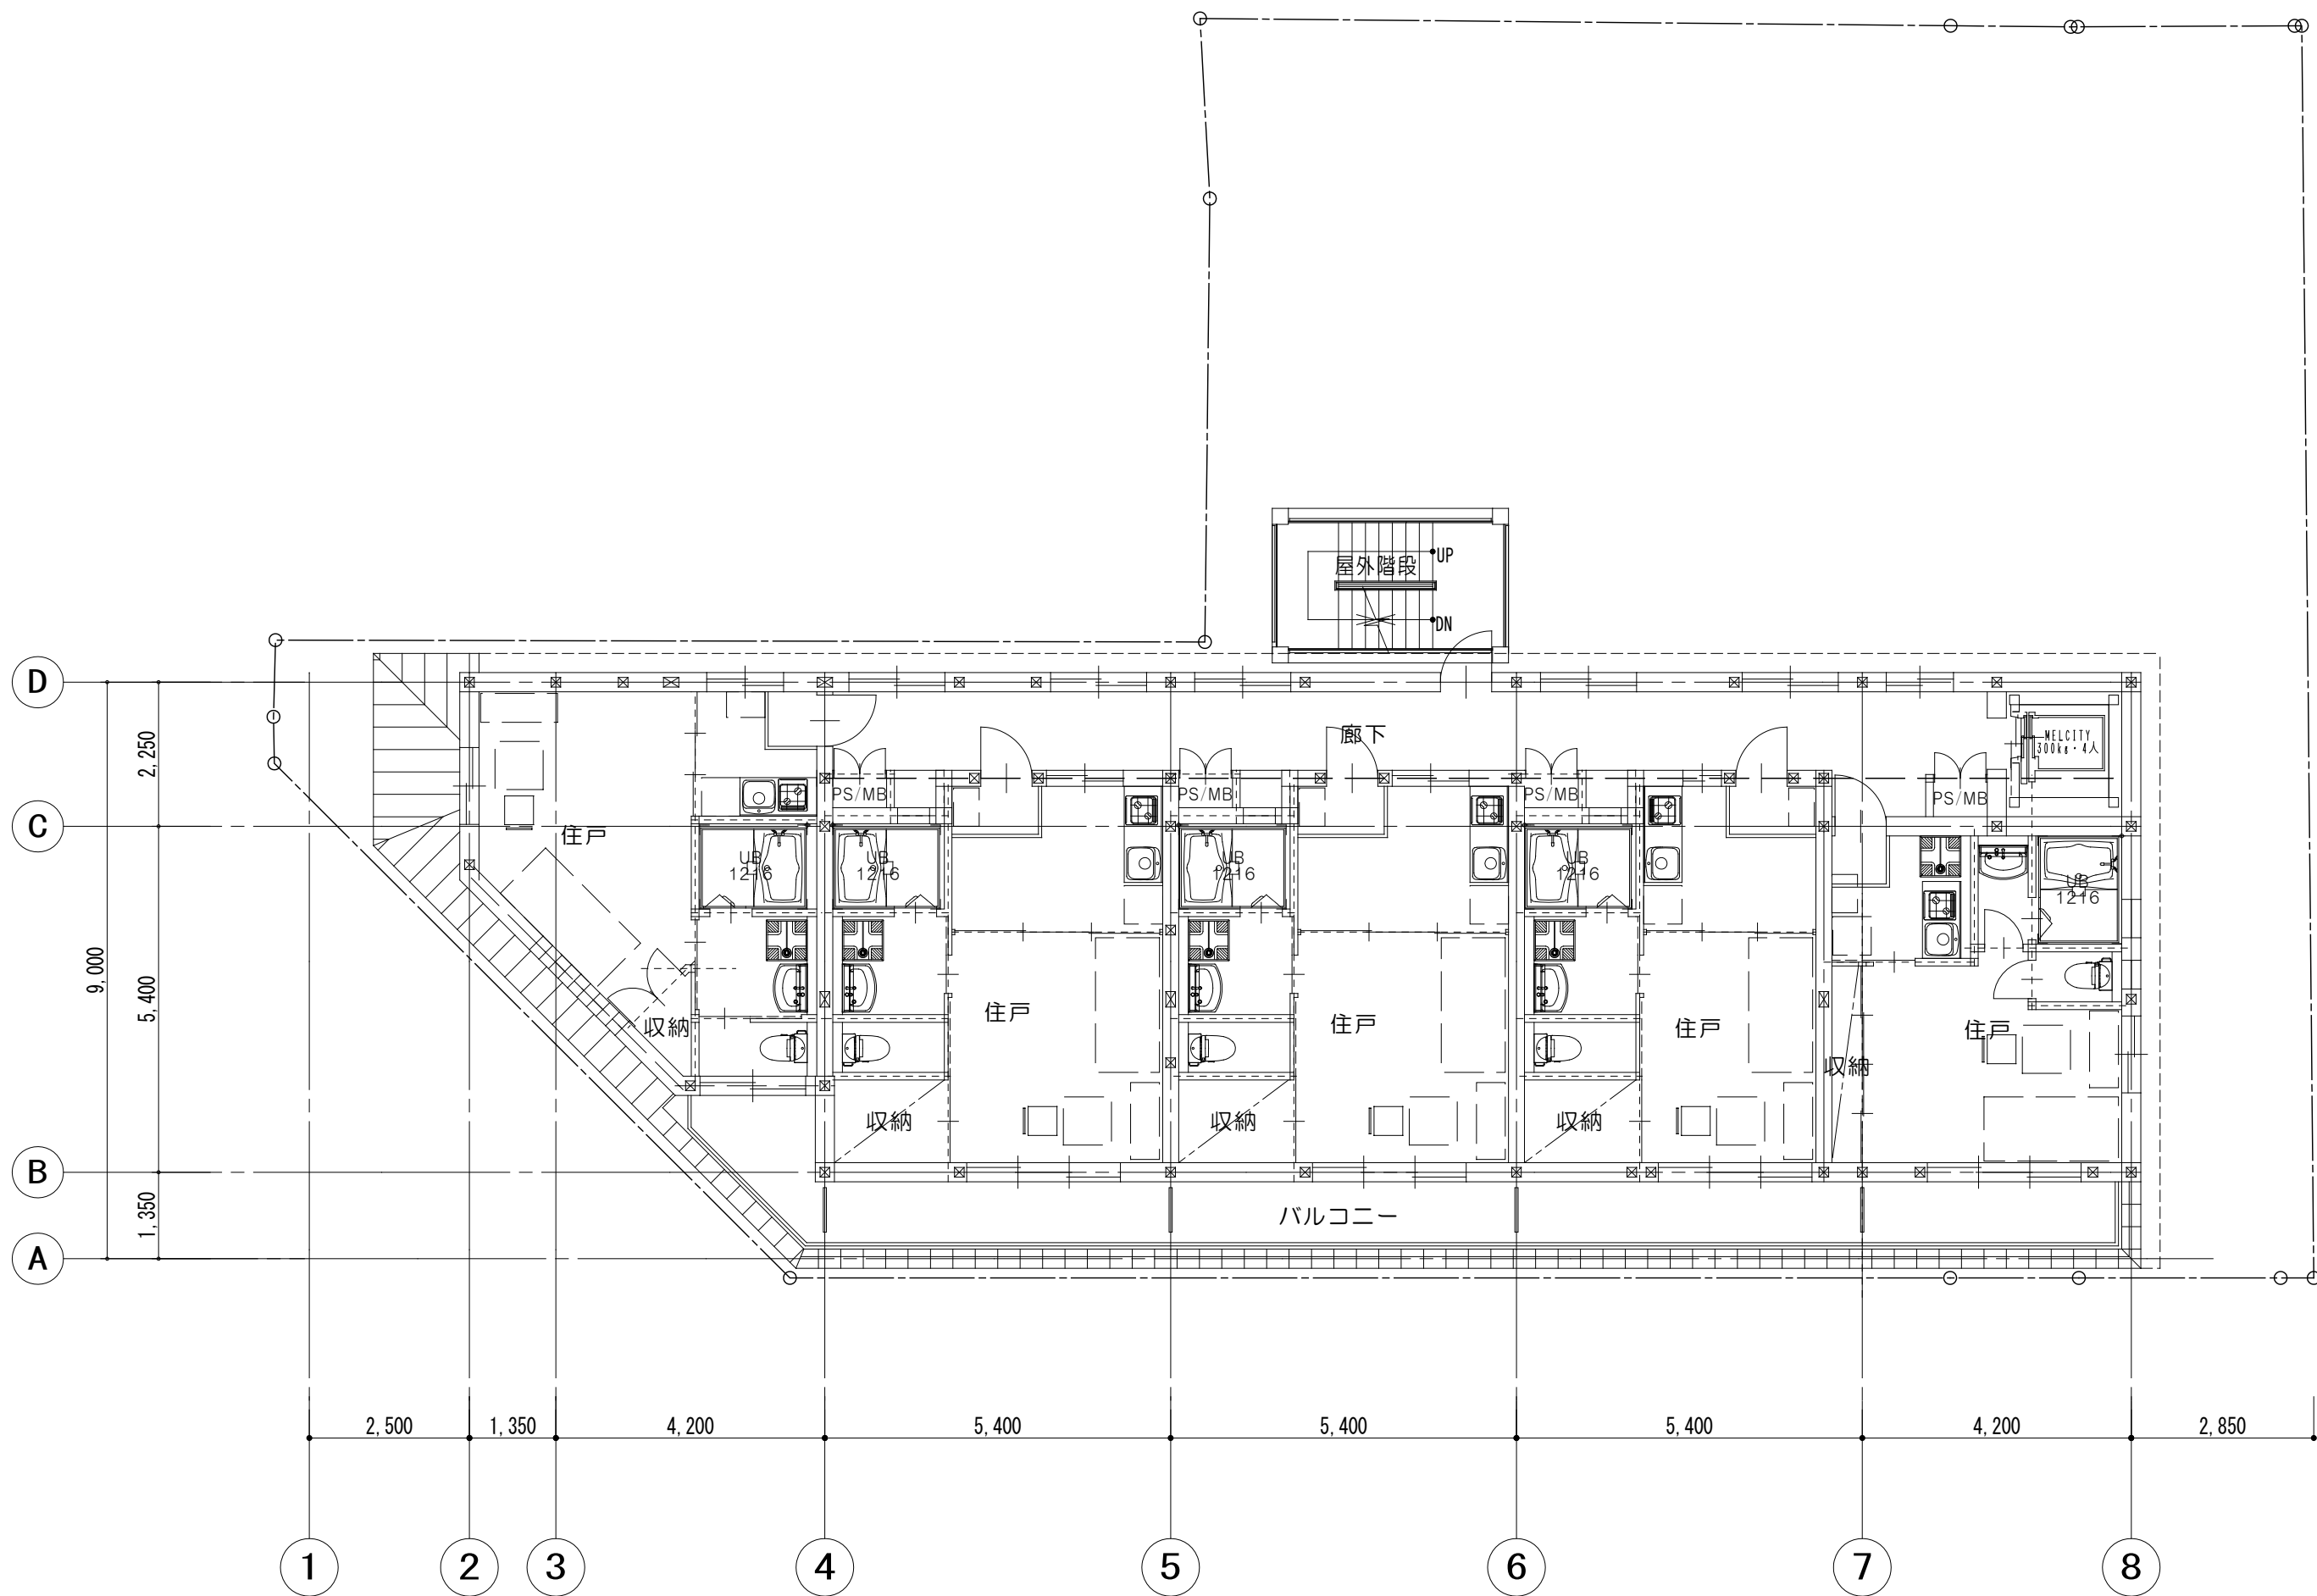 屋外階段
UP
DN
D
廊下
MELCITY
300kg・4人
2,250
PS/MB
PS/MB
PS/MB
PS/MB
C
住戸
UB
1216
UB
1216
UB
1216
UB
1216
UB
1216
9,000
5,400
収納
住戸
住戸
住戸
住戸
収納
収納
収納
収納
B
1,350
バルコニー
A
2,500
1,350
4,200
5,400
5,400
5,400
4,200
2,850
1
2
3
4
5
6
7
8